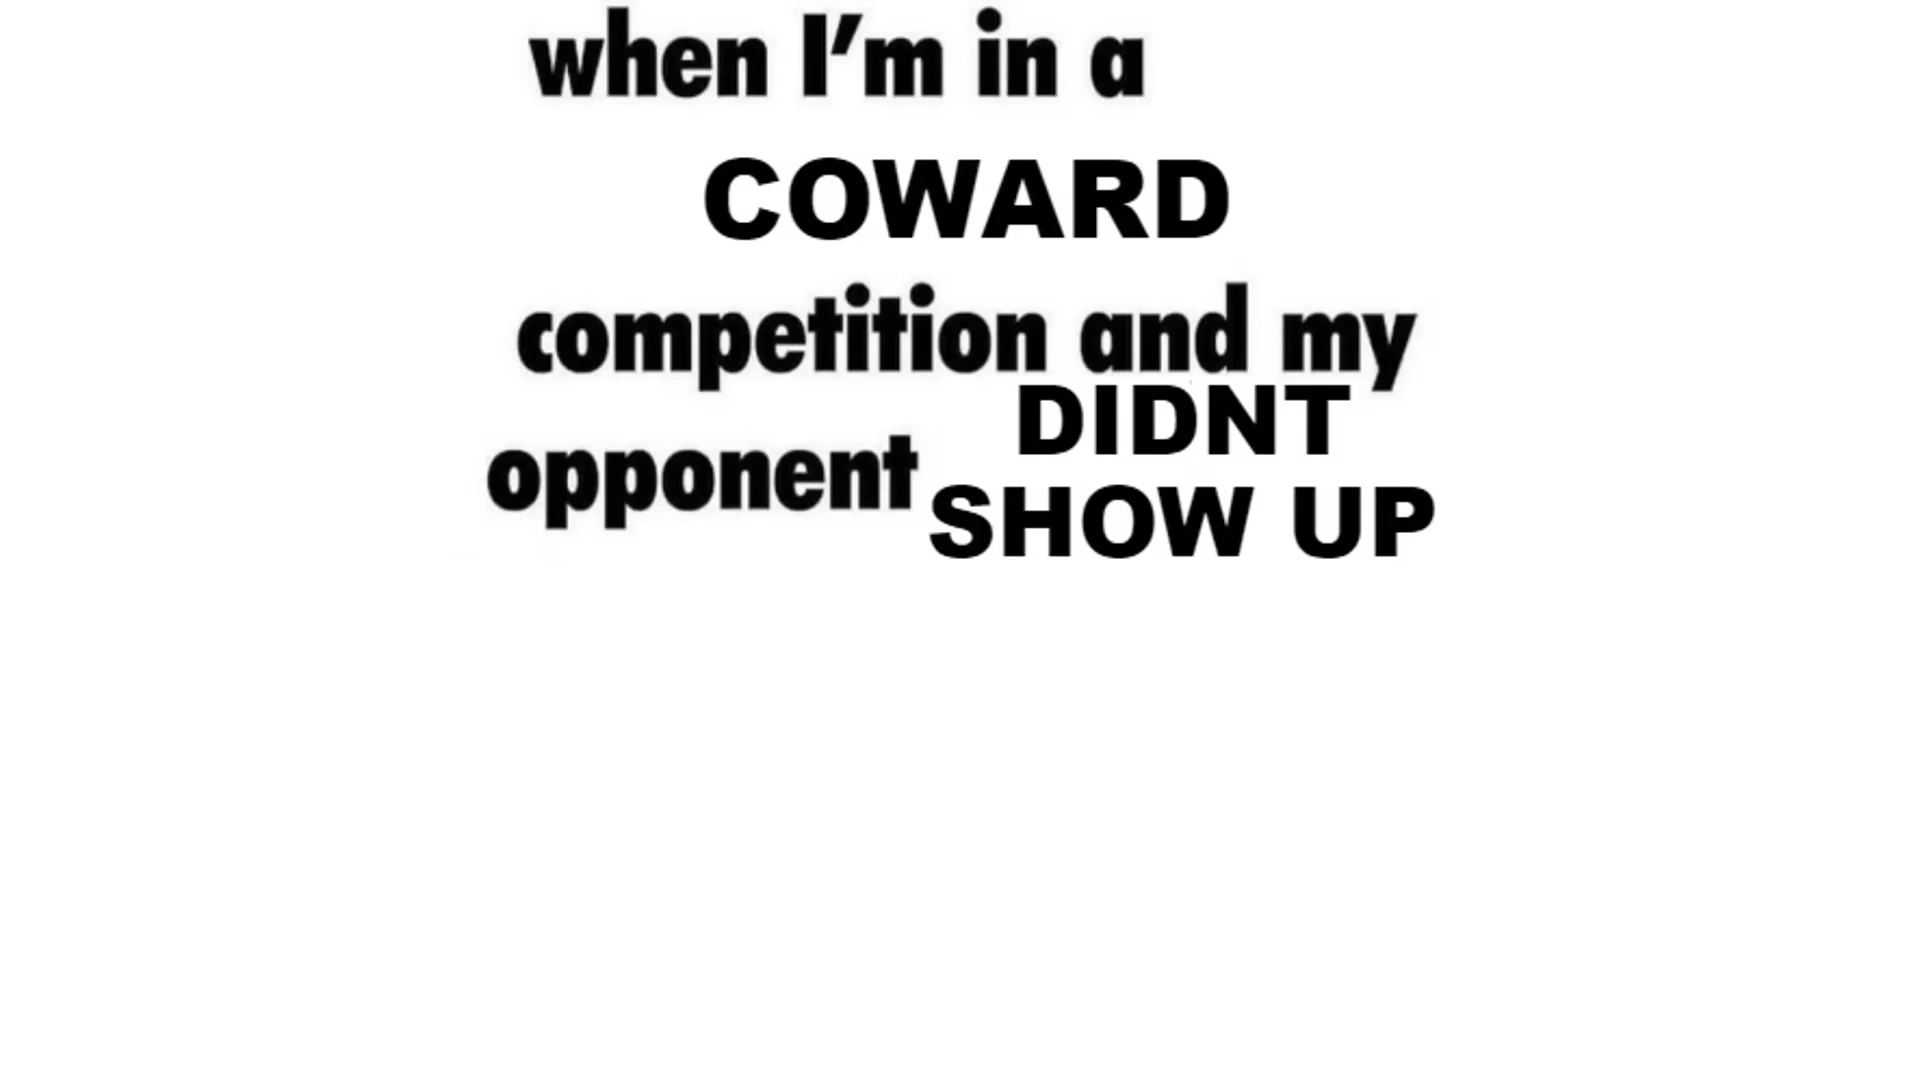 when I’m in a
COWARD
competition and my
opponent DIDNT
SHOW UP